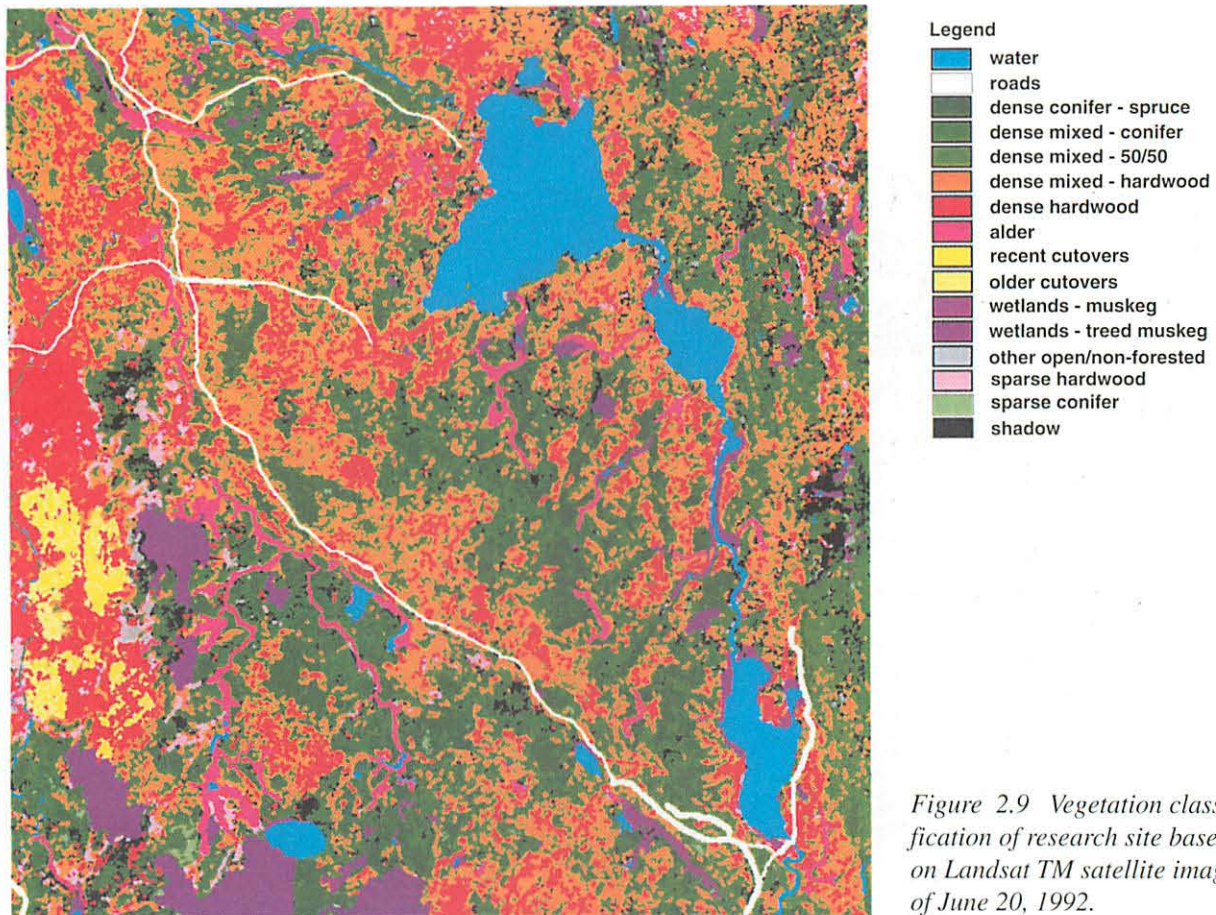 Legend
water
roads
dense conifer - spruce
dense mixed - conifer
dense mixed - 50/50
dense mixed - hardwood
dense hardwood
alder
recent cutovers
older cutovers
wetlands - muskeg
wetlands - treed muskeg
other open/non-forested
sparse hardwood
sparse conifer
shadow
Figure 2.9 Vegetation class
fication of research site base
on Landsat TM satellite imag
of June 20, 1992.